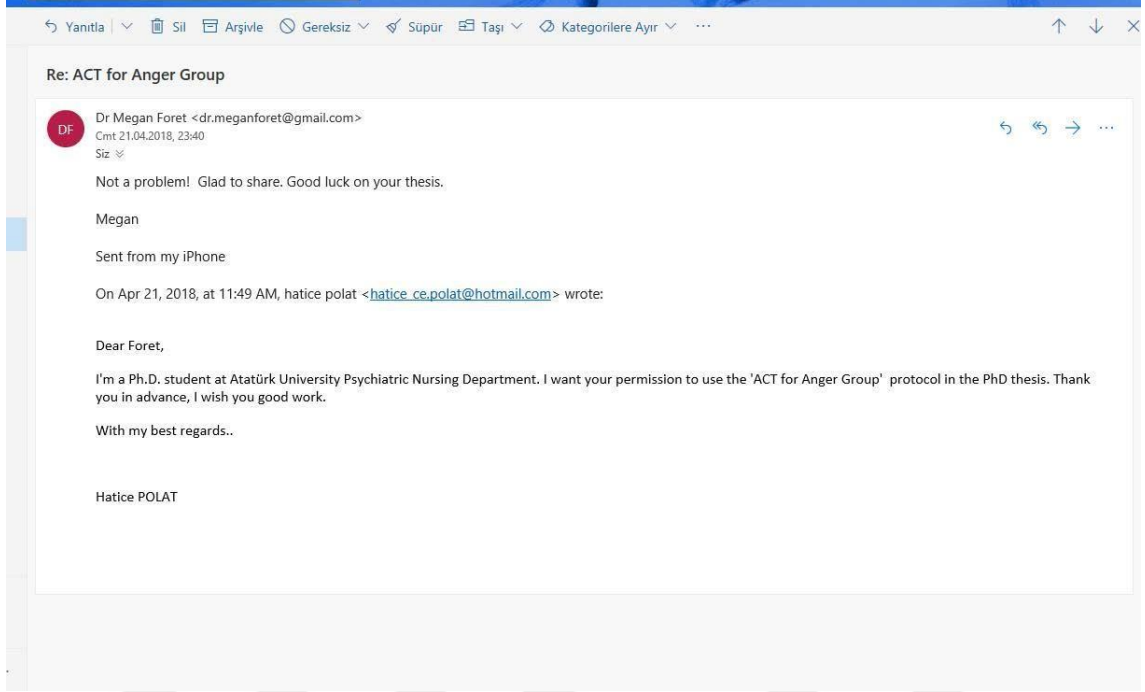 Yanıtla Sil Arşivle Gereksiz Süpür Taşı Kategorilere Ayır ...
Re: ACT for Anger Group
DF
Dr Megan Foret <dr.meganforet@gmail.com>
Cmt 21.04.2018, 23:40
Siz
Not a problem! Glad to share. Good luck on your thesis.
Megan
Sent from my iPhone
On Apr 21, 2018, at 11:49 AM, hatice polat <hatice_ce.polat@hotmail.com> wrote:
Dear Foret,
I'm a Ph.D. student at Atatürk University Psychiatric Nursing Department. I want your permission to use the 'ACT for Anger Group' protocol in the PhD thesis. Thank
you in advance, I wish you good work.
With my best regards..
Hatice POLAT